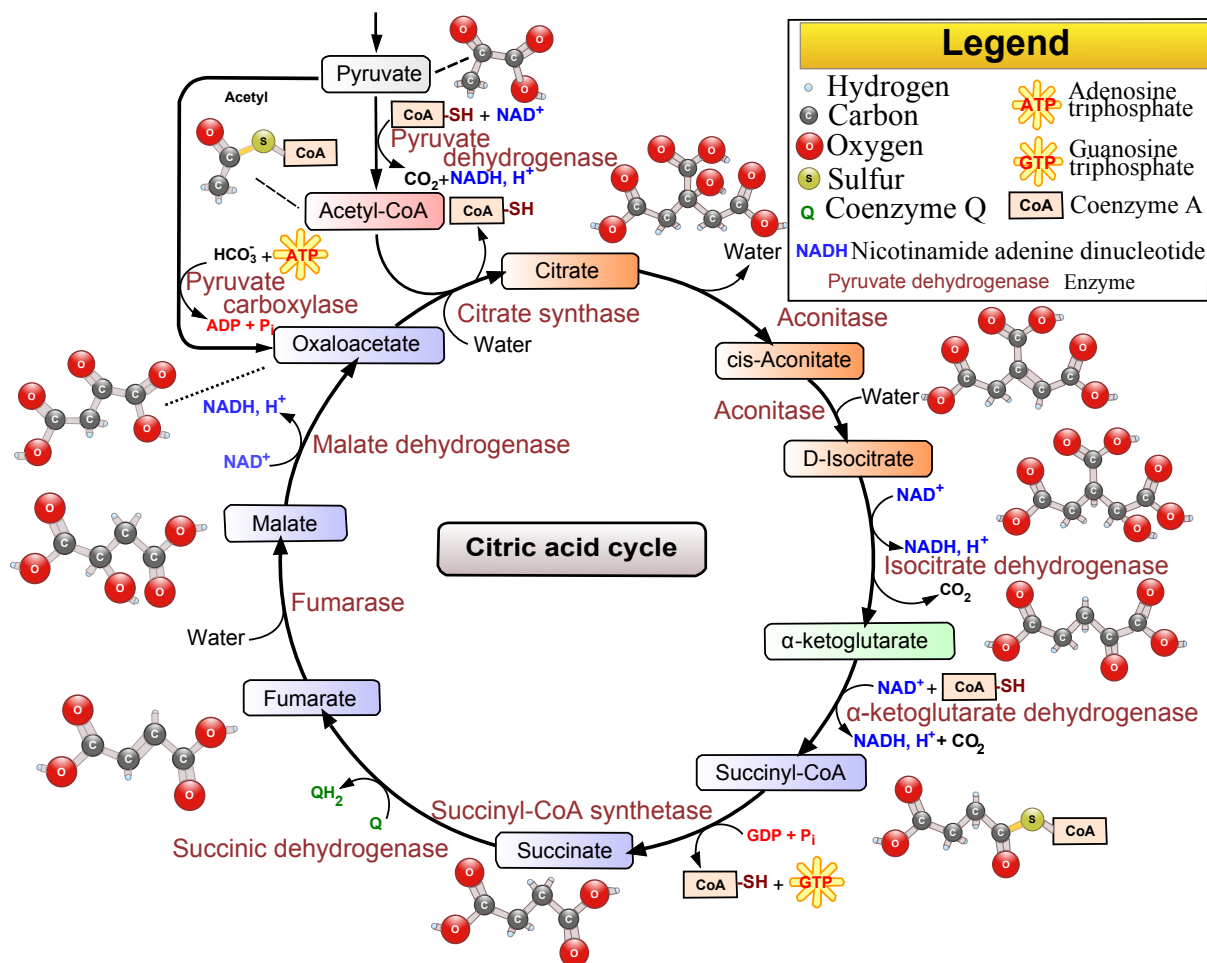 Legend
Hydrogen
Carbon
Oxygen
Sulfur
Q Coenzyme Q
ATP Adenosine triphosphate
GTP Guanosine triphosphate
CoA Coenzyme A
NADH Nicotinamide adenine dinucleotide
Pyruvate dehydrogenase Enzyme
Pyruvate
Acetyl
CoA-SH + NAD+
Pyruvate
dehydrogenase
CO2+NADH, H+
S
CoA
Acetyl-CoA
CoA-SH
HCO3- + ATP
Pyruvate
carboxylase
ADP + Pi
Oxaloacetate
Citrate synthase
Water
Citrate
Water
Aconitase
cis-Aconitate
Aconitase
Water
D-Isocitrate
NAD+
NADH, H+
Isocitrate dehydrogenase
CO2
α-ketoglutarate
NAD+ + CoA-SH
α-ketoglutarate dehydrogenase
NADH, H+ + CO2
Succinyl-CoA
S
CoA
Succinyl-CoA synthetase
GDP + Pi
CoA-SH + GTP
Succinate
Succinic dehydrogenase
Q
QH2
Fumarate
Water
Fumarase
Malate
Malate dehydrogenase
NAD+
NADH, H+
Citric acid cycle